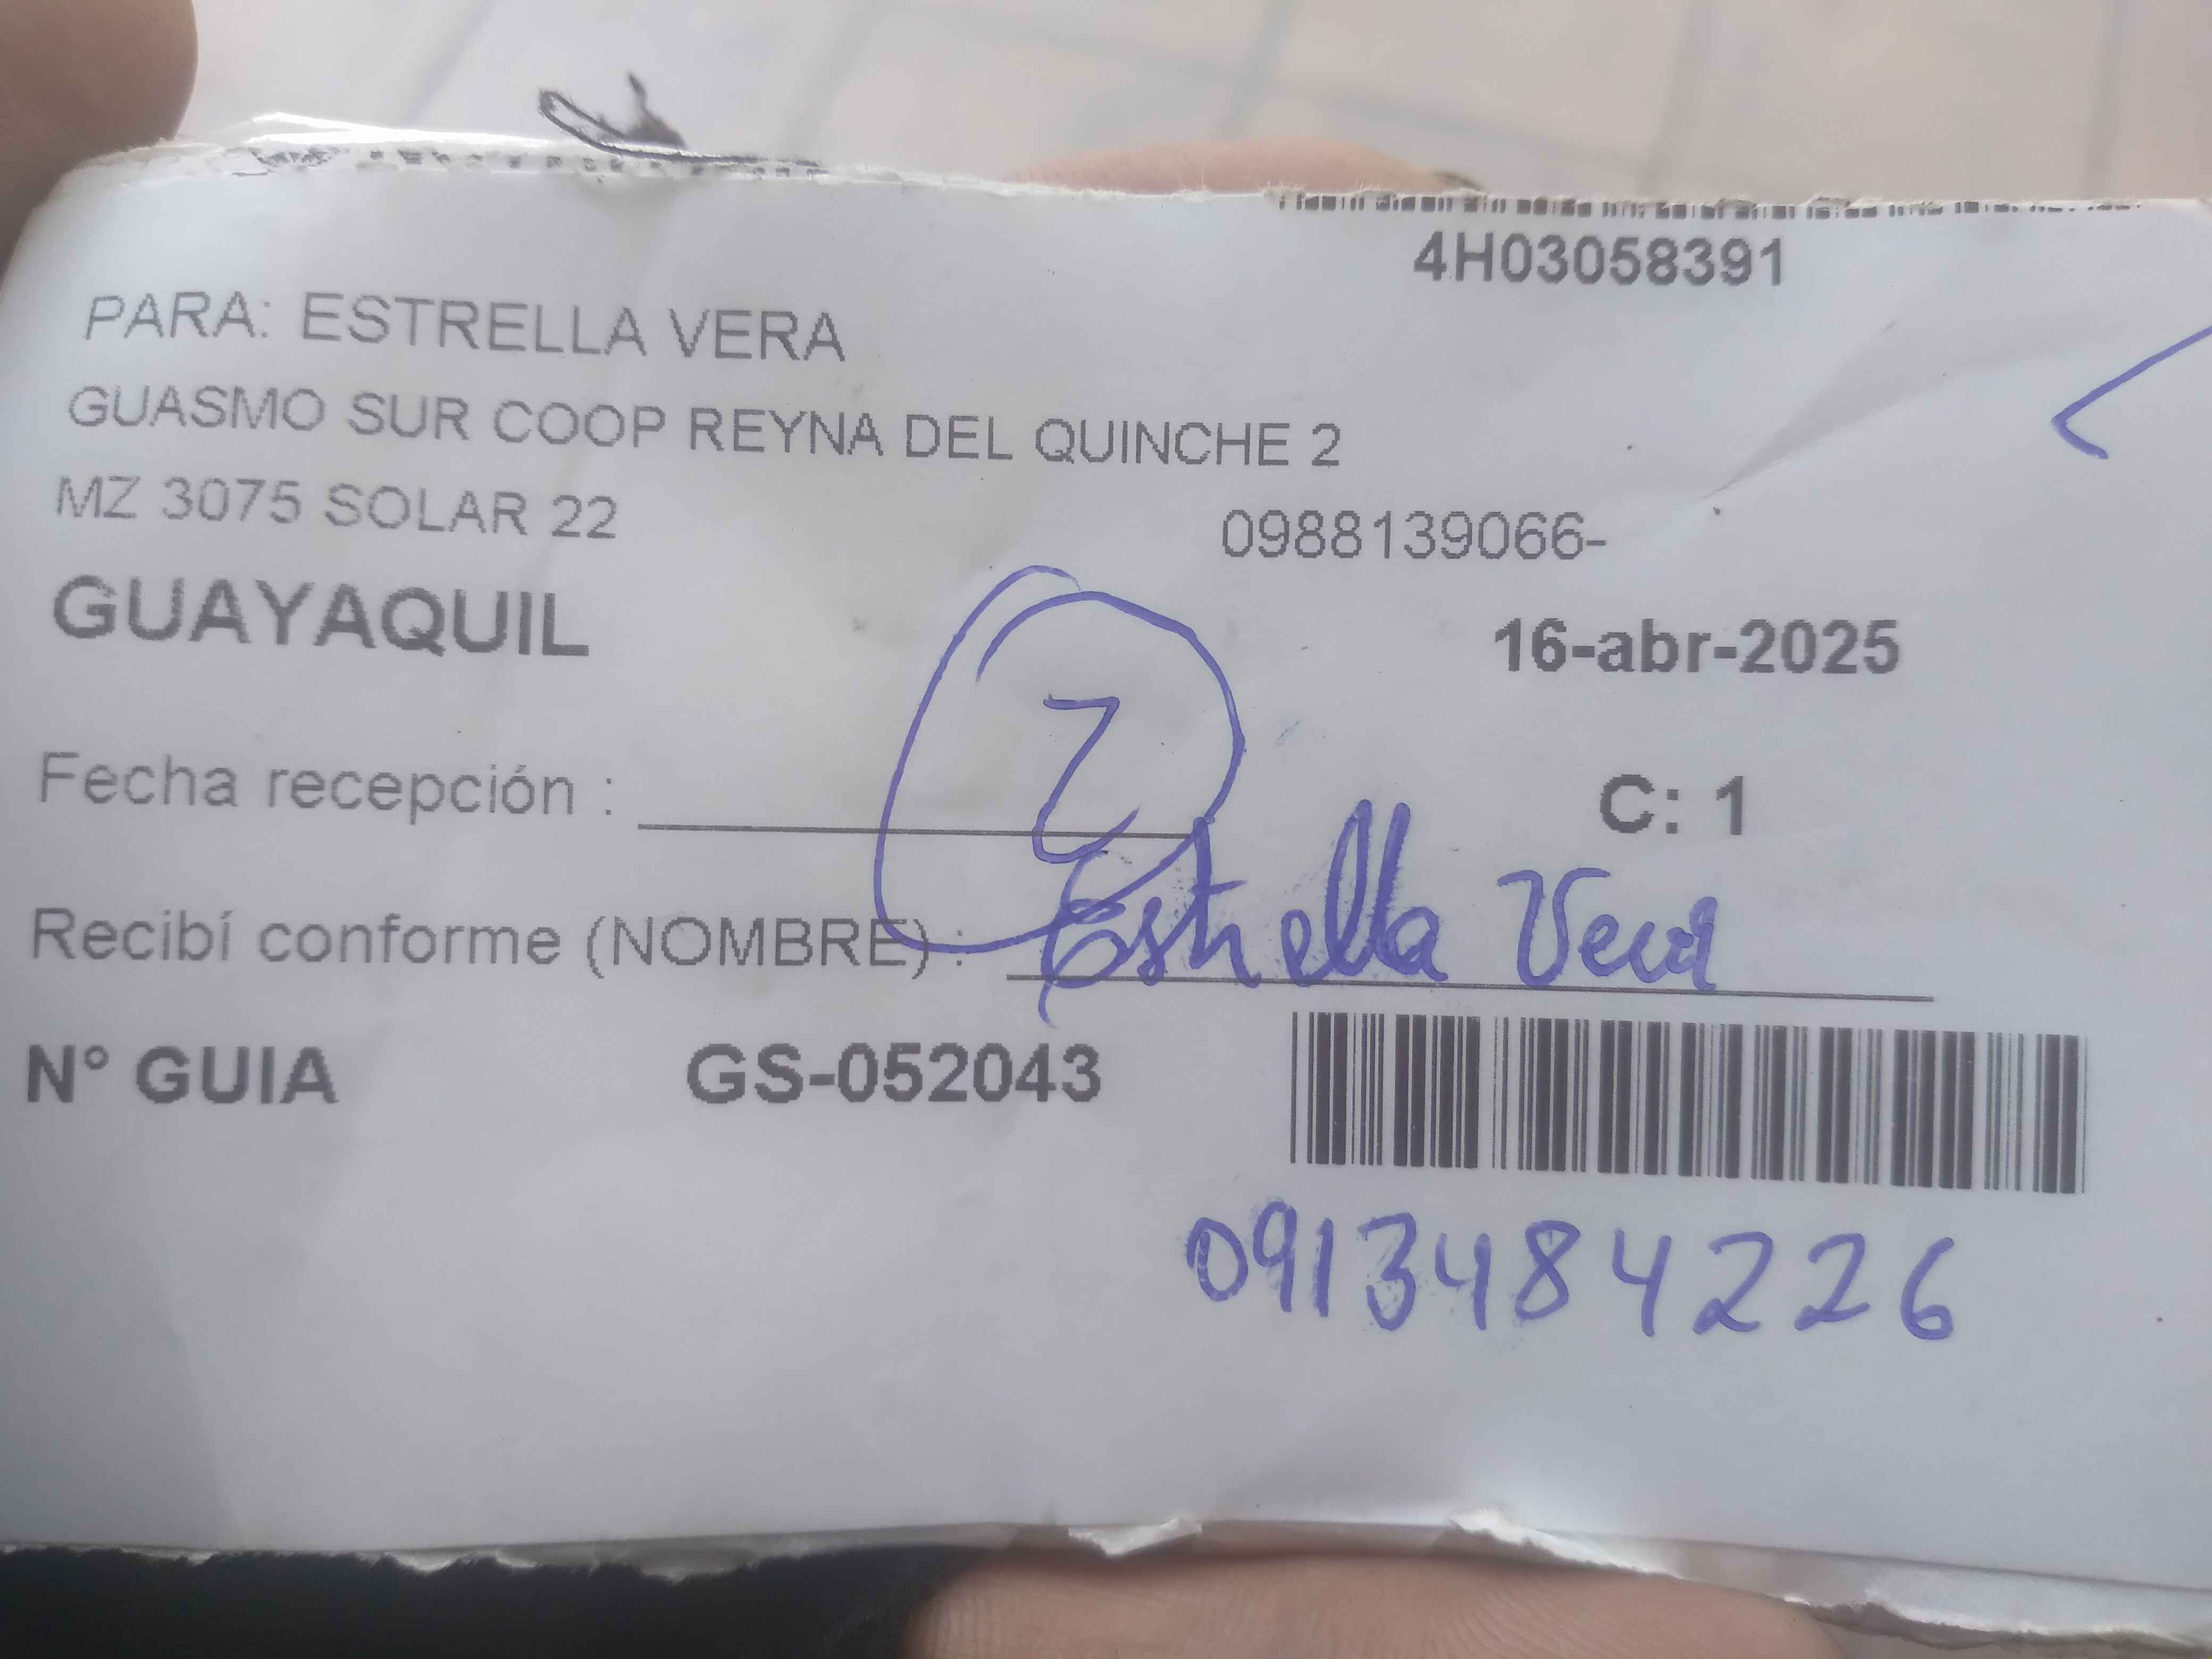 4H03058391
PARA: ESTRELLA VERA
GUASMO SUR COOP REYNA DEL QUINCHE 2
MZ 3075 SOLAR 22
0988139066-
GUAYAQUIL
16-abr-2025
Fecha recepción :
C: 1
Recibí conforme (NOMBRE) : Estrella Vera
N° GUIA GS-052043
0913484226